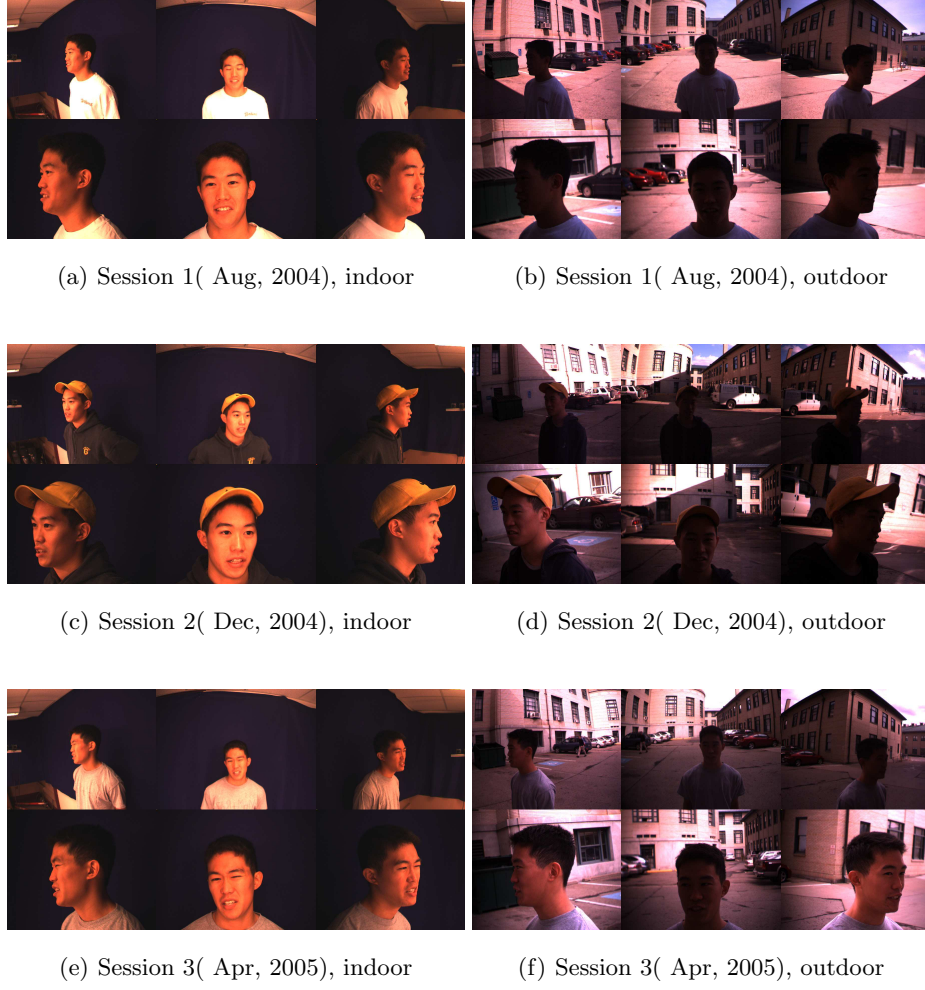 (a) Session 1( Aug, 2004), indoor
(b) Session 1( Aug, 2004), outdoor
(c) Session 2( Dec, 2004), indoor
(d) Session 2( Dec, 2004), outdoor
(e) Session 3( Apr, 2005), indoor
(f) Session 3( Apr, 2005), outdoor